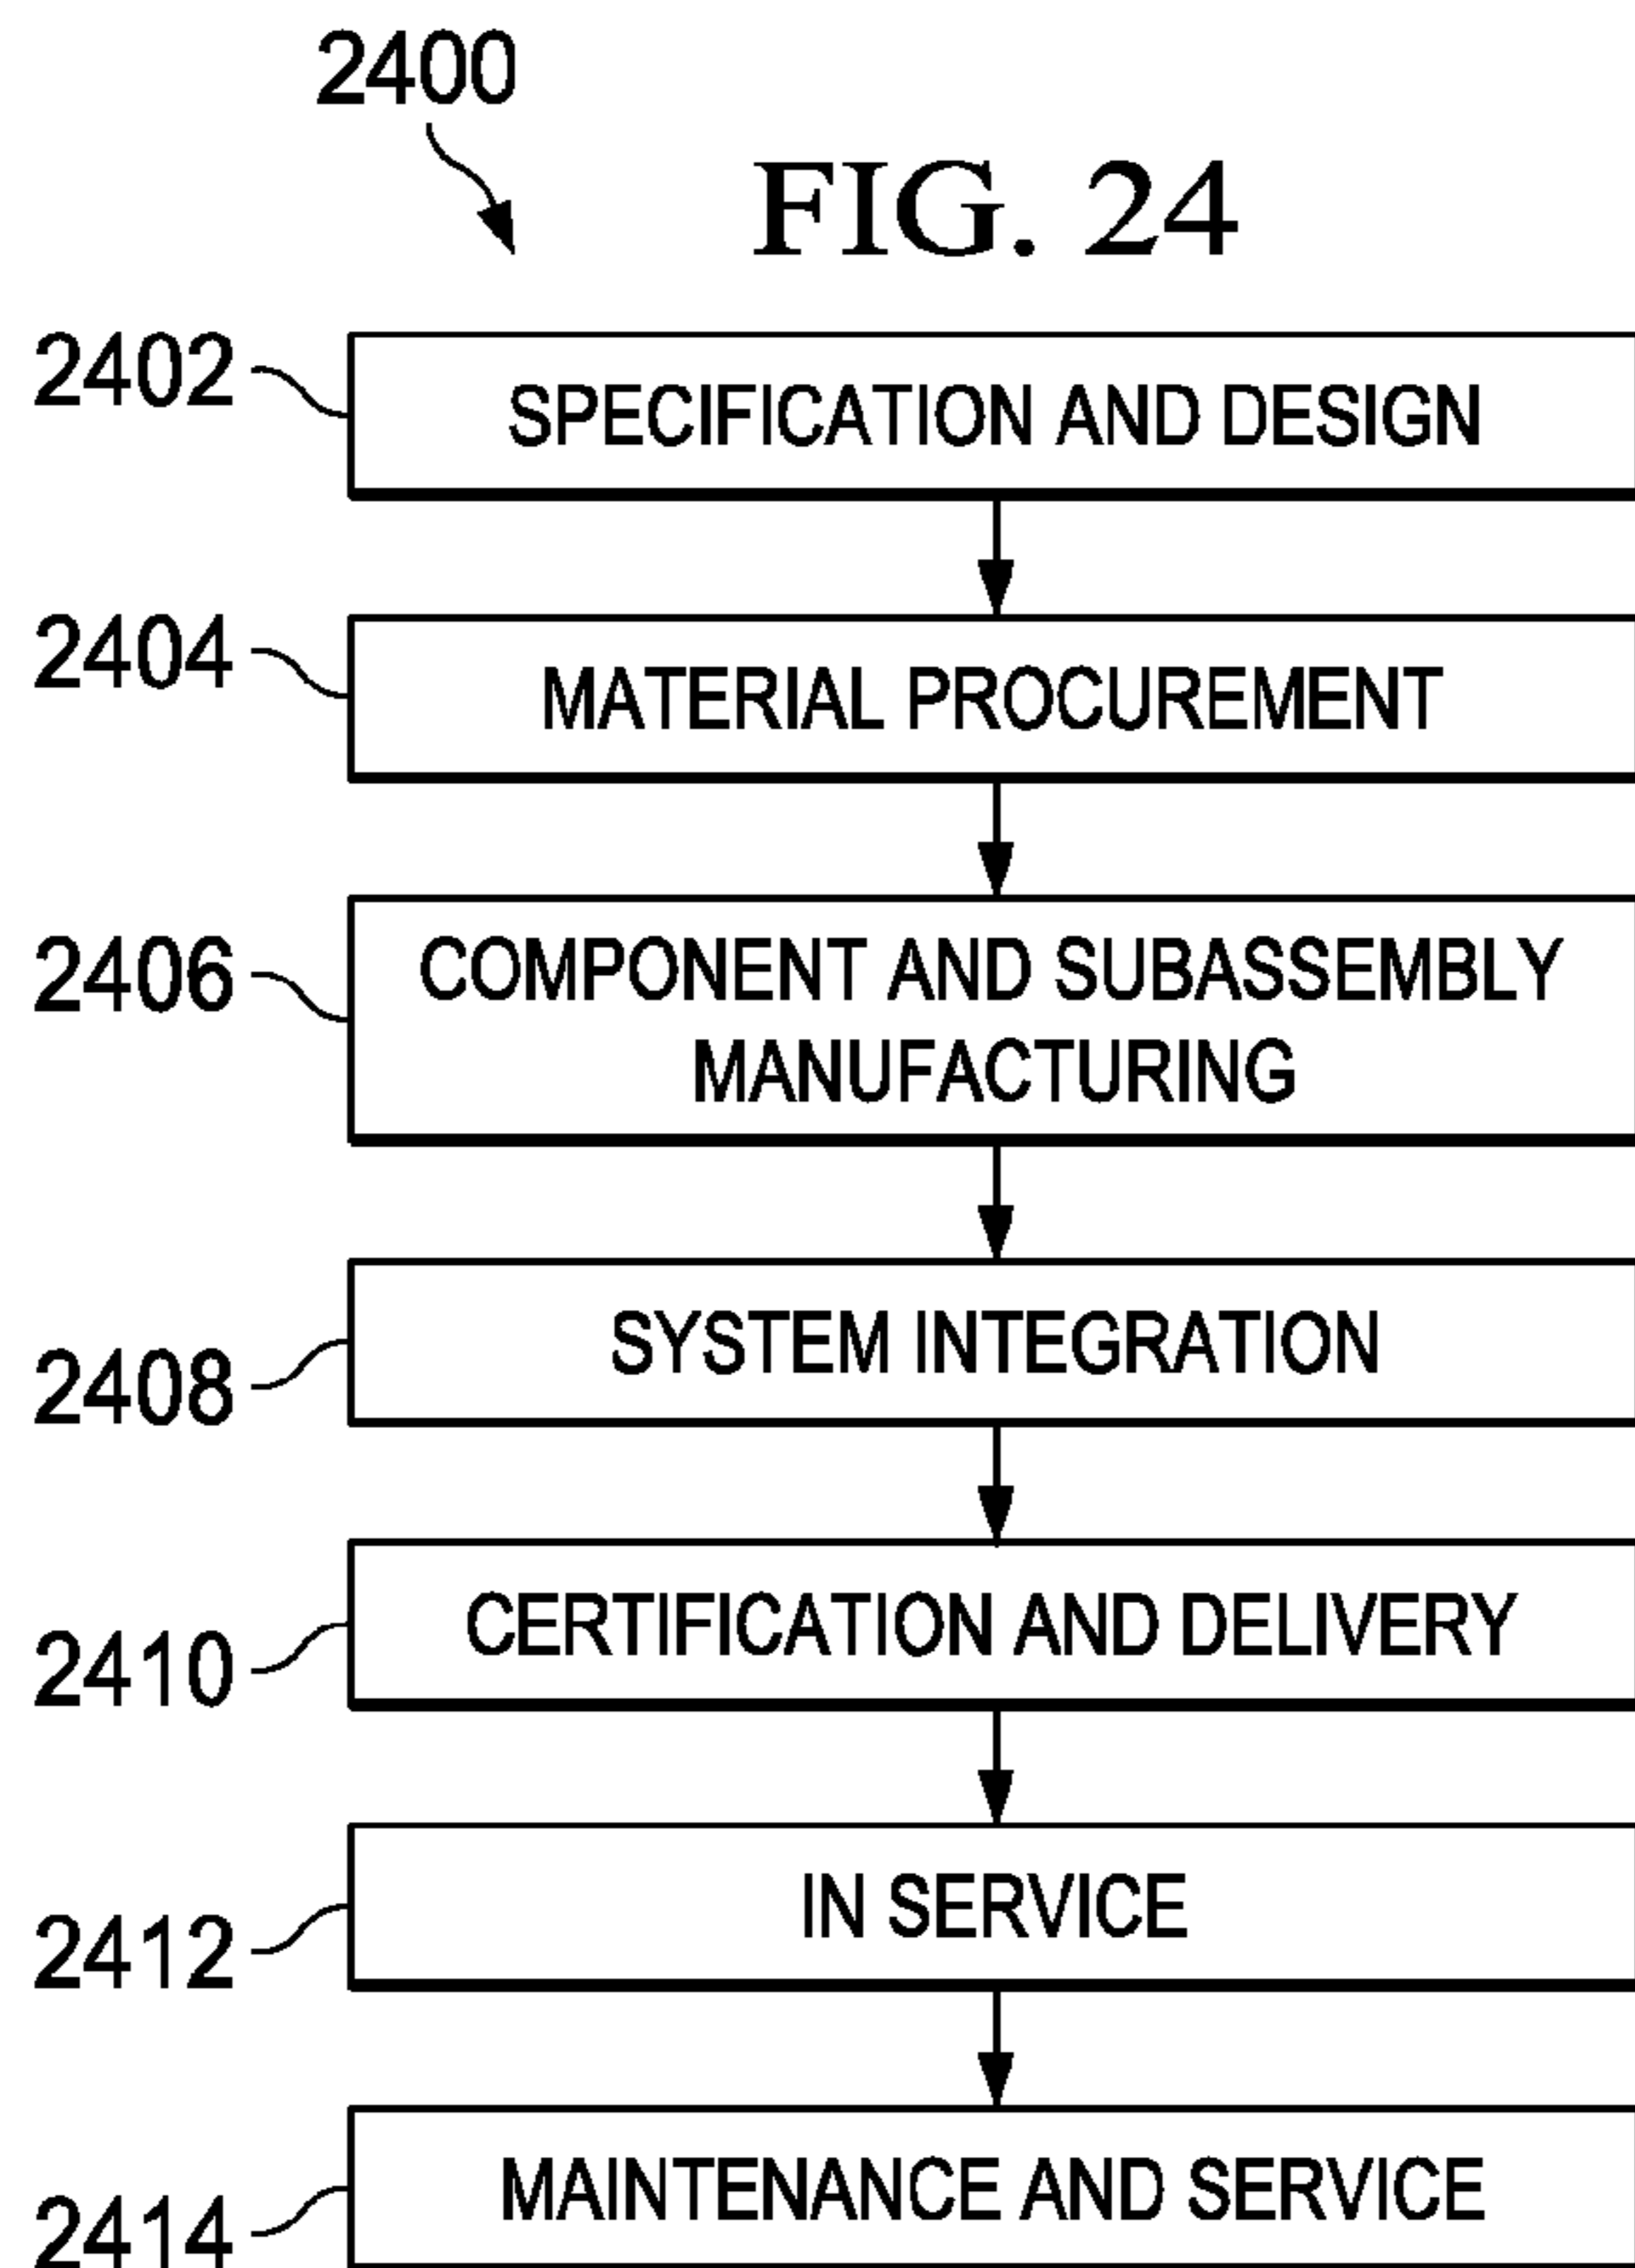 2400
FIG. 24
2402
SPECIFICATION AND DESIGN
2404
MATERIAL PROCUREMENT
2406
COMPONENT AND SUBASSEMBLY
MANUFACTURING
2408
SYSTEM INTEGRATION
2410
CERTIFICATION AND DELIVERY
2412
IN SERVICE
2414
MAINTENANCE AND SERVICE